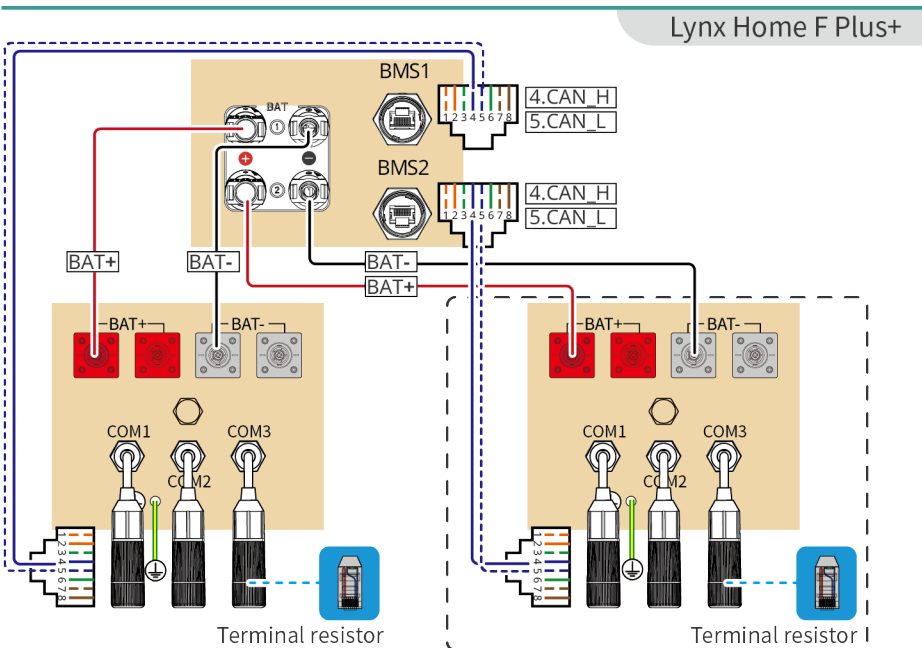 Lynx Home F Plus+
BMS1
4.CAN_H
5.CAN_L
1 2 3 4 5 6 7 8
BAT
1
2
BMS2
4.CAN_H
5.CAN_L
1 2 3 4 5 6 7 8
BAT+
BAT-
BAT-
BAT+
BAT+
BAT-
BAT+
BAT-
COM1
COM3
COM2
COM1
COM3
COM2
1 2 3 4 5 6 7 8
1 2 3 4 5 6 7 8
Terminal resistor
Terminal resistor